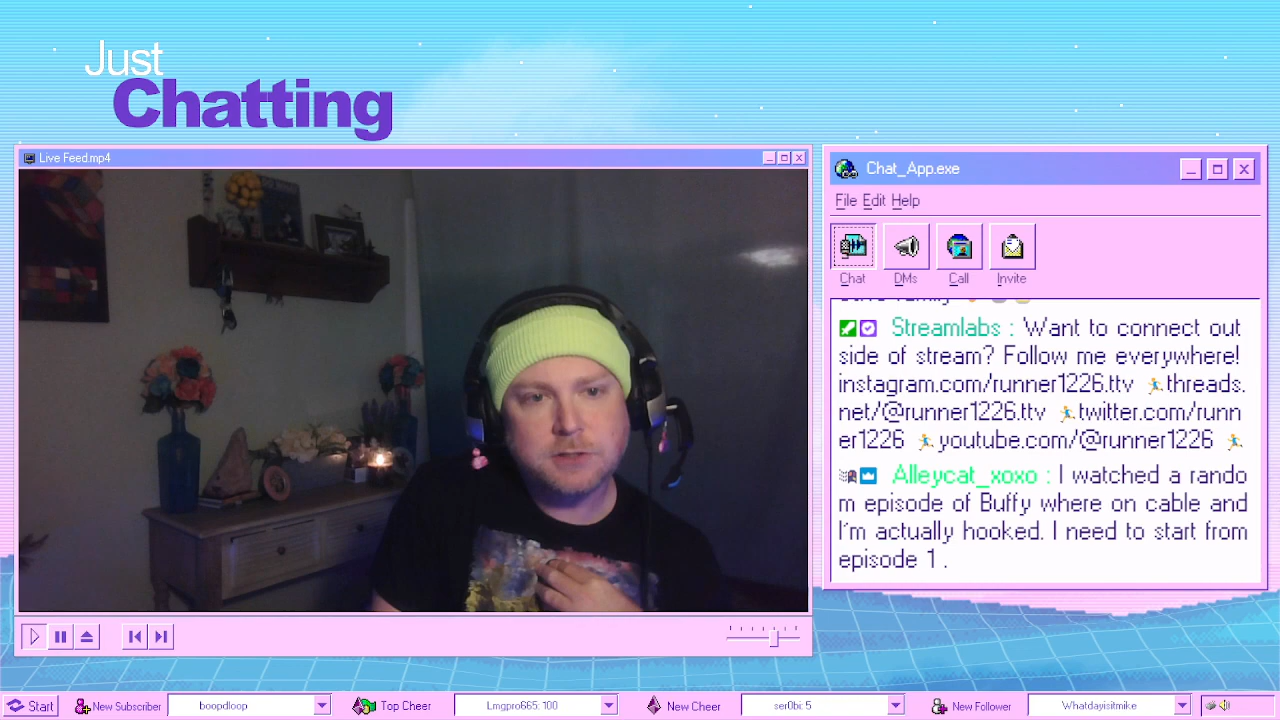 Just
Chatting
Live Feed.mp4
Chat_App.exe
File Edit Help
Chat DMs Call Invite
Streamlabs : Want to connect out
side of stream? Follow me everywhere!
instagram.com/runner1226.ttv 🏃threads.
net/@runner1226.ttv 🏃twitter.com/runn
er1226 🏃youtube.com/@runner1226 🏃
Alleycat_xoxo : I watched a rando
m episode of Buffy where on cable and
I'm actually hooked. I need to start from
episode 1 .
Start New Subscriber boopdloop Top Cheer Lmgpro665: 100 New Cheer ser0bi: 5 New Follower Whatdayisitmike